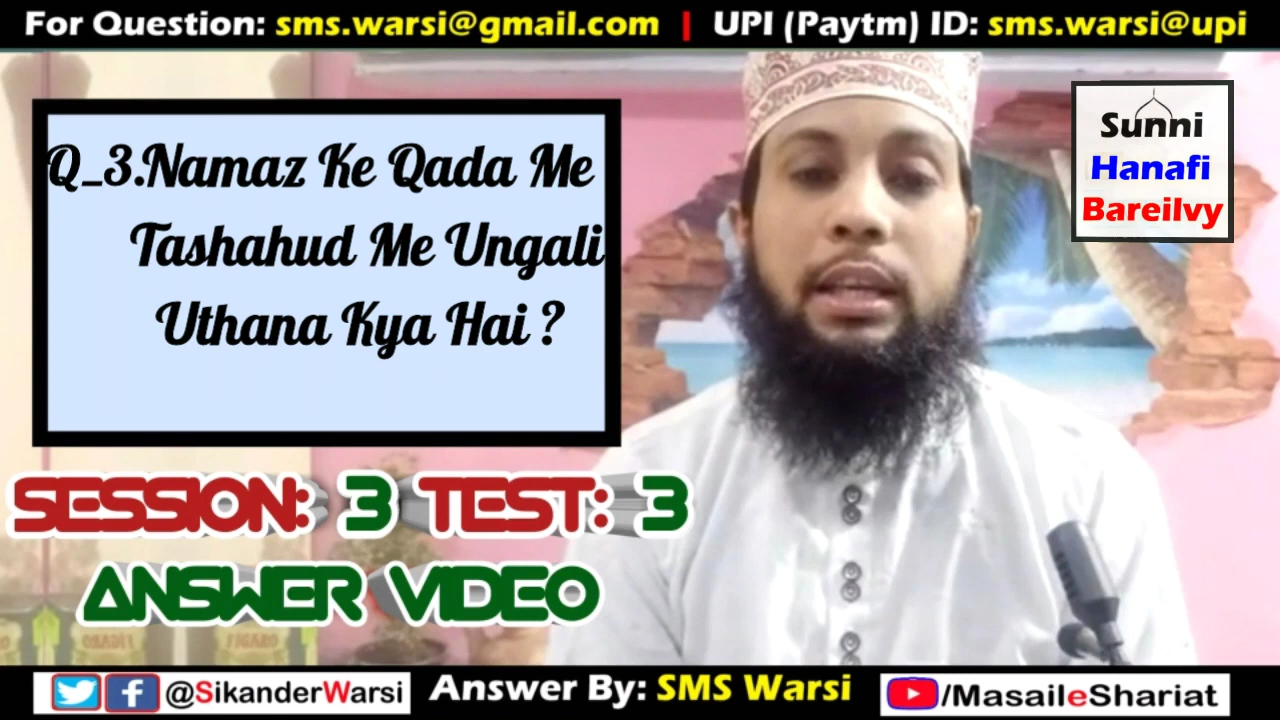 For Question: sms.warsi@gmail.com | UPI (Paytm) ID: sms.warsi@upi
Q_3.Namaz Ke Qada Me
Tashahud Me Ungali
Uthana Kya Hai ?
Sunni
Hanafi
Bareilvy
SESSION: 3 TEST: 3
ANSWER VIDEO
@SikanderWarsi
Answer By: SMS Warsi
/MasaileShariat